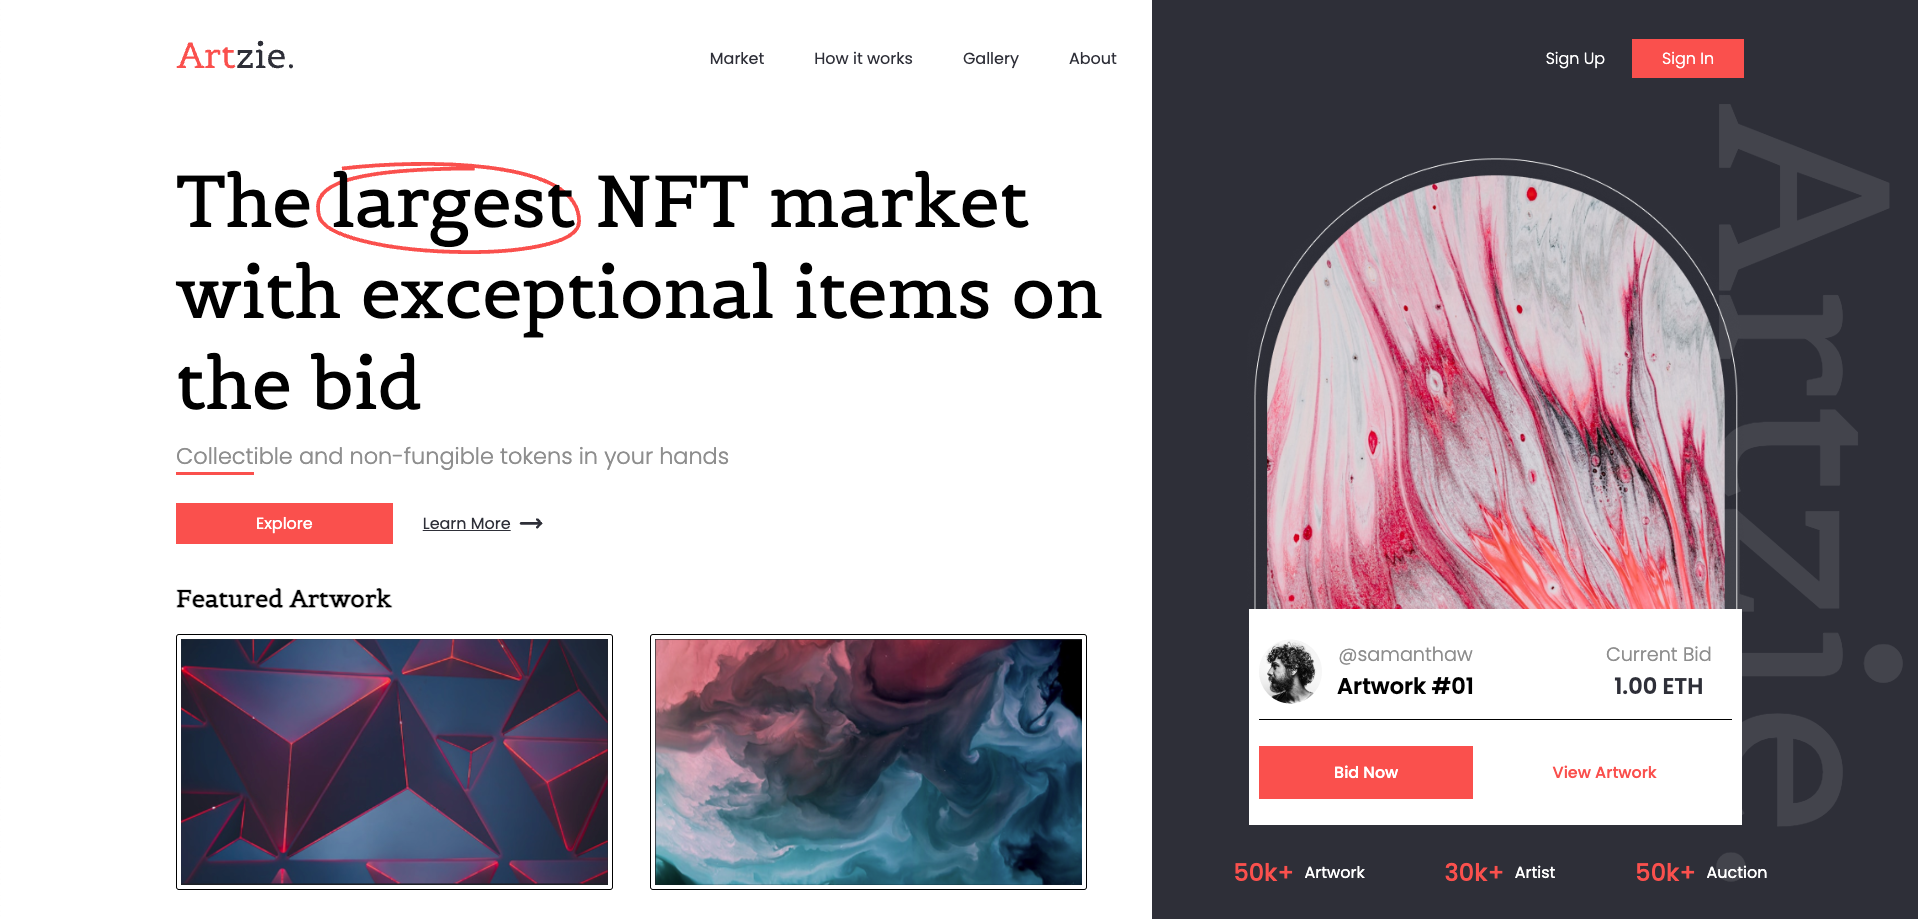 Artzie.
Market
How it works
Gallery
About
Sign Up
Sign In
The largest NFT market
with exceptional items on
the bid
Collectible and non-fungible tokens in your hands
Explore
Learn More
Featured Artwork
Artzie.
@samanthaw
Artwork #01
Current Bid
1.00 ETH
Bid Now
View Artwork
50k+ Artwork
30k+ Artist
50k+ Auction